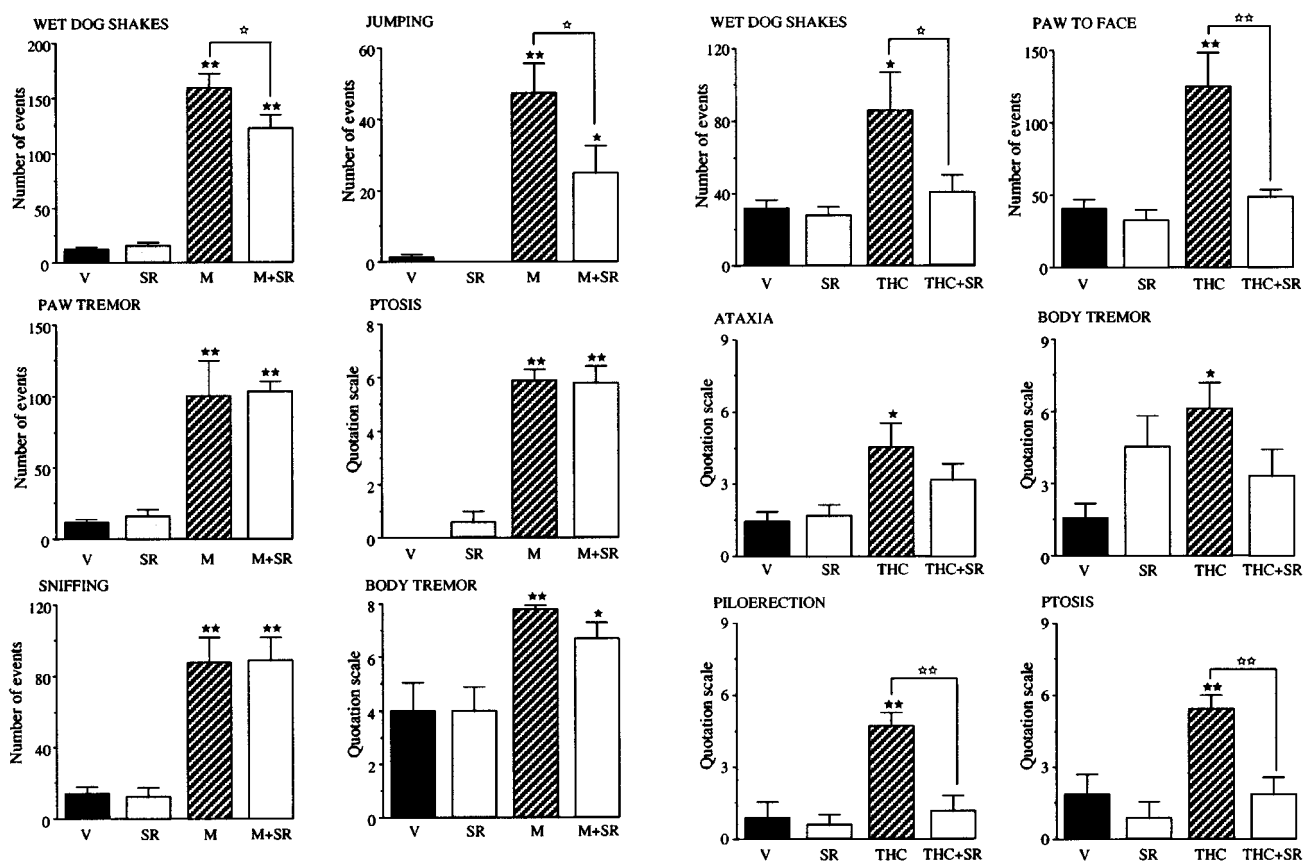 WET DOG SHAKES
Number of events
200
150
100
50
0
★★
☆
★★
V SR M M+SR
JUMPING
Number of events
60
40
20
0
★★
☆
★
V SR M M+SR
WET DOG SHAKES
Number of events
120
80
40
0
★
☆
V SR THC THC+SR
PAW TO FACE
Number of events
150
100
50
0
★★
☆☆
V SR THC THC+SR
PAW TREMOR
Number of events
150
100
50
0
★★
★★
V SR M M+SR
PTOSIS
Quotation scale
8
6
4
2
0
★★
★★
V SR M M+SR
ATAXIA
Quotation scale
9
6
3
0
★
V SR THC THC+SR
BODY TREMOR
Quotation scale
9
6
3
0
★
V SR THC THC+SR
SNIFFING
Number of events
120
80
40
0
★★
★★
V SR M M+SR
BODY TREMOR
Quotation scale
8
6
4
2
0
★★
★
V SR M M+SR
PILOERECTION
Quotation scale
9
6
3
0
★★
☆☆
V SR THC THC+SR
PTOSIS
Quotation scale
9
6
3
0
★★
☆☆
V SR THC THC+SR